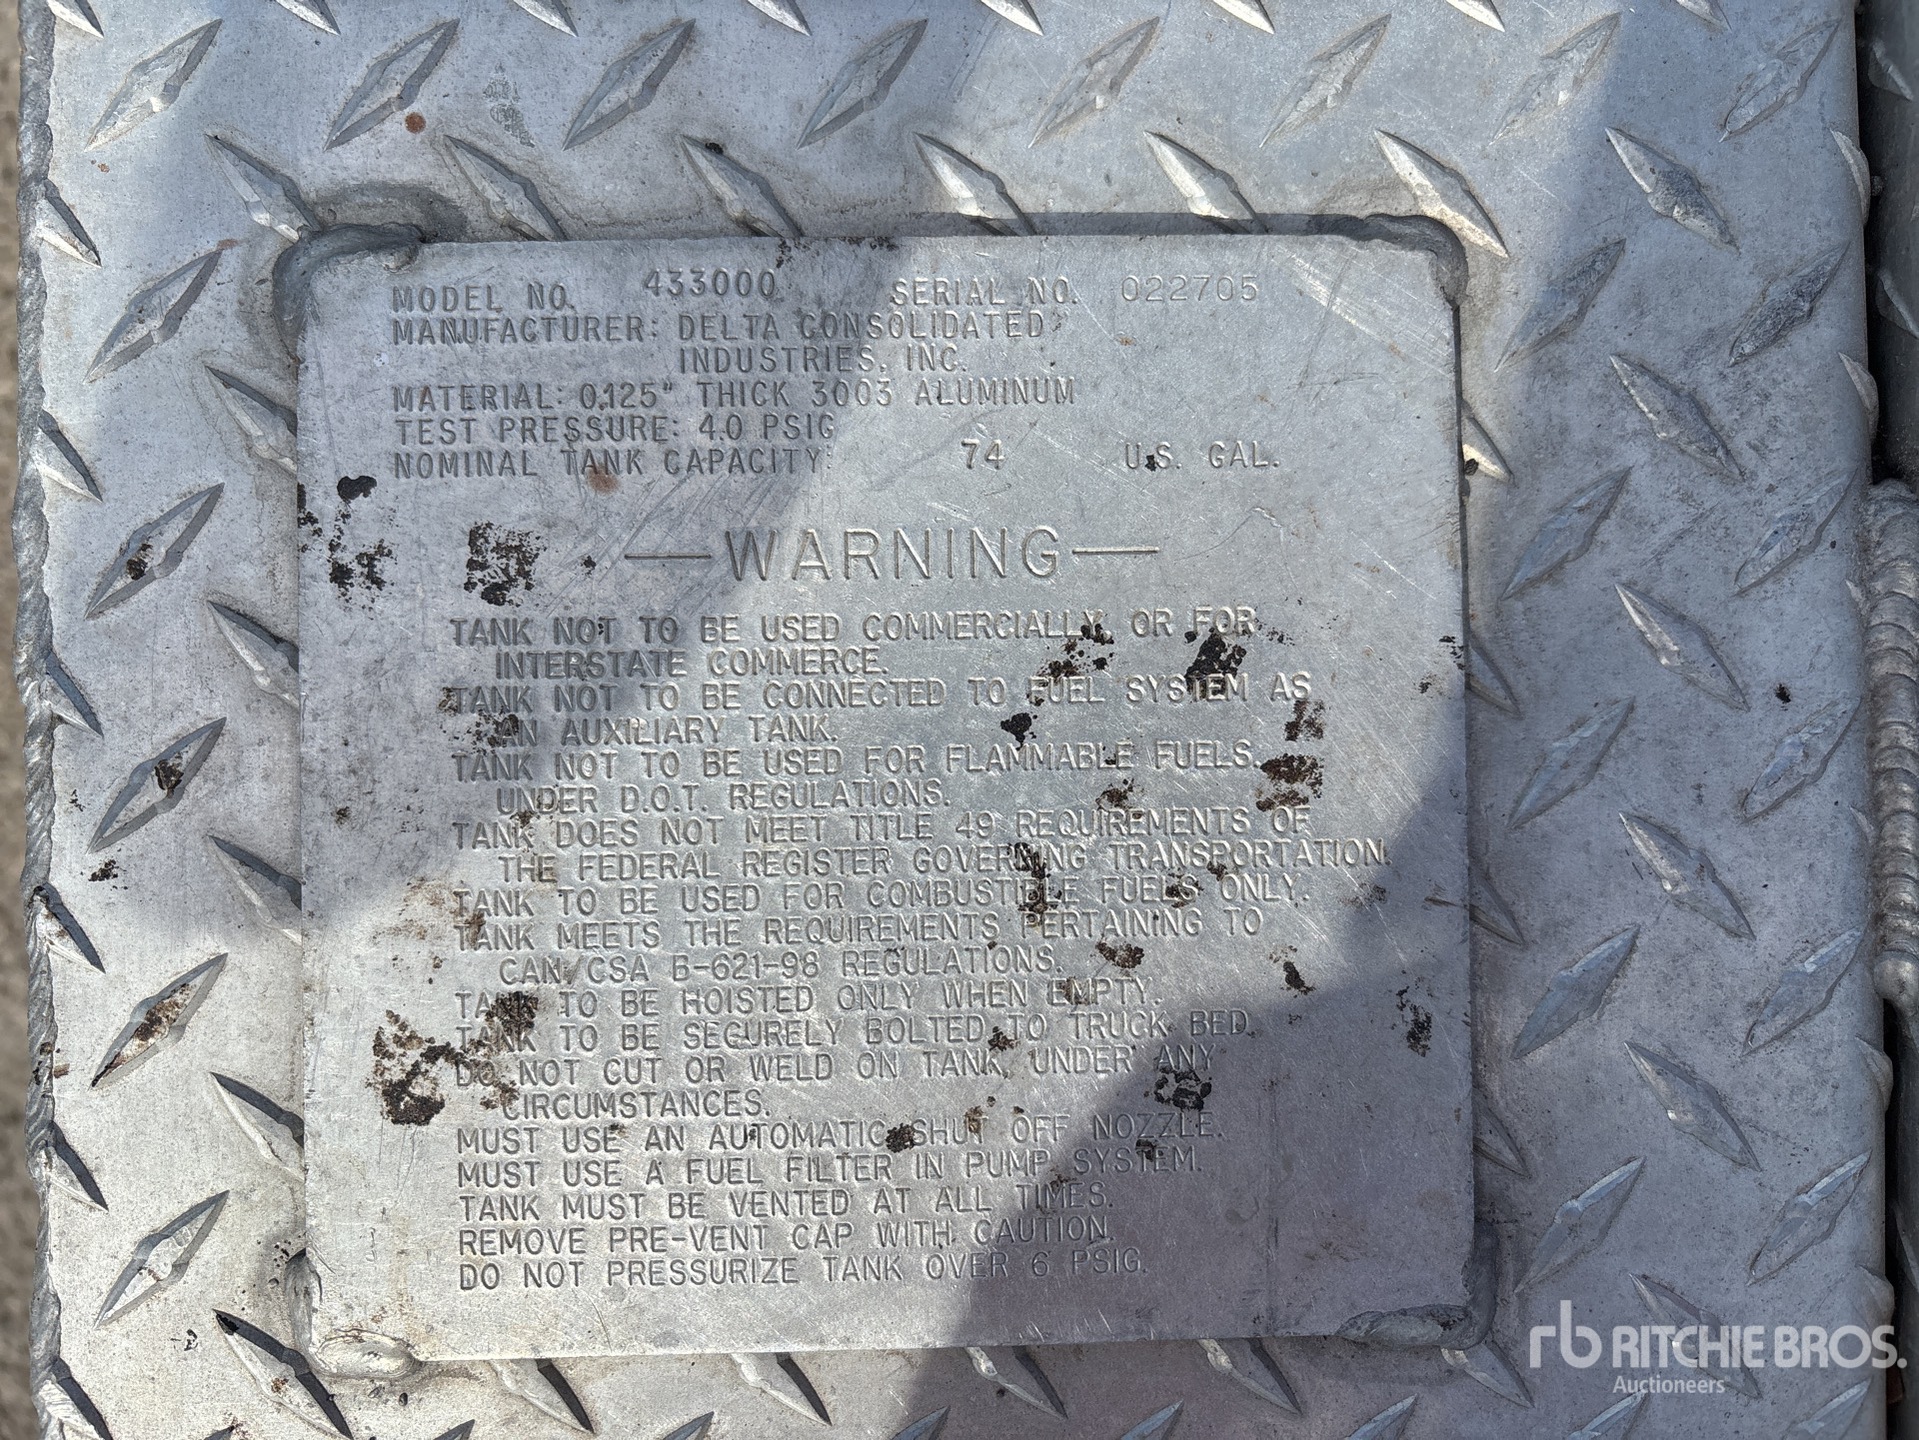 MODEL NO. 433000 SERIAL NO. 022705
MANUFACTURER: DELTA CONSOLIDATED
INDUSTRIES, INC.
MATERIAL: 0.125" THICK 3003 ALUMINUM
TEST PRESSURE: 4.0 PSIG
NOMINAL TANK CAPACITY: 74 U.S. GAL.
—WARNING—
TANK NOT TO BE USED COMMERCIALLY, OR FOR
INTERSTATE COMMERCE.
TANK NOT TO BE CONNECTED TO FUEL SYSTEM AS
AN AUXILIARY TANK.
TANK NOT TO BE USED FOR FLAMMABLE FUELS.
UNDER D.O.T. REGULATIONS.
TANK DOES NOT MEET TITLE 49 REQUIREMENTS OF
THE FEDERAL REGISTER GOVERNING TRANSPORTATION.
TANK TO BE USED FOR COMBUSTIBLE FUELS ONLY.
TANK MEETS THE REQUIREMENTS PERTAINING TO
CAN/CSA B-621-98 REGULATIONS.
TANK TO BE HOISTED ONLY WHEN EMPTY.
TANK TO BE SECURELY BOLTED TO TRUCK BED.
DO NOT CUT OR WELD ON TANK, UNDER ANY
CIRCUMSTANCES.
MUST USE AN AUTOMATIC SHUT OFF NOZZLE.
MUST USE A FUEL FILTER IN PUMP SYSTEM.
TANK MUST BE VENTED AT ALL TIMES.
REMOVE PRE-VENT CAP WITH CAUTION.
DO NOT PRESSURIZE TANK OVER 6 PSIG.
rb RITCHIE BROS.
Auctioneers